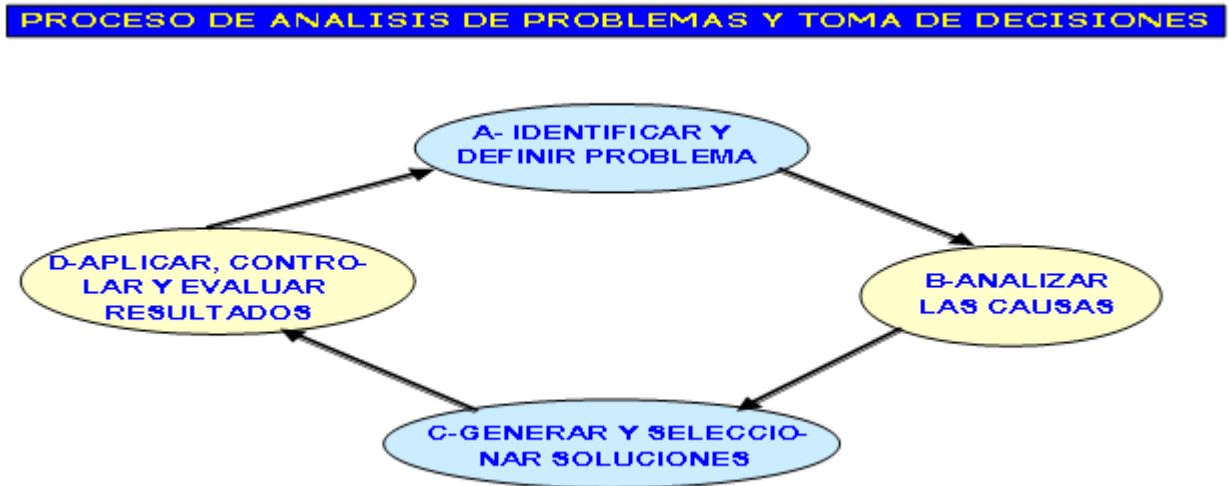 PROCESO DE ANALISIS DE PROBLEMAS Y TOMA DE DECISIONES
A- IDENTIFICAR Y
DEFINIR PROBLEMA
B-ANALIZAR
LAS CAUSAS
C-GENERAR Y SELECCIO-
NAR SOLUCIONES
D-APLICAR, CONTRO-
LAR Y EVALUAR
RESULTADOS